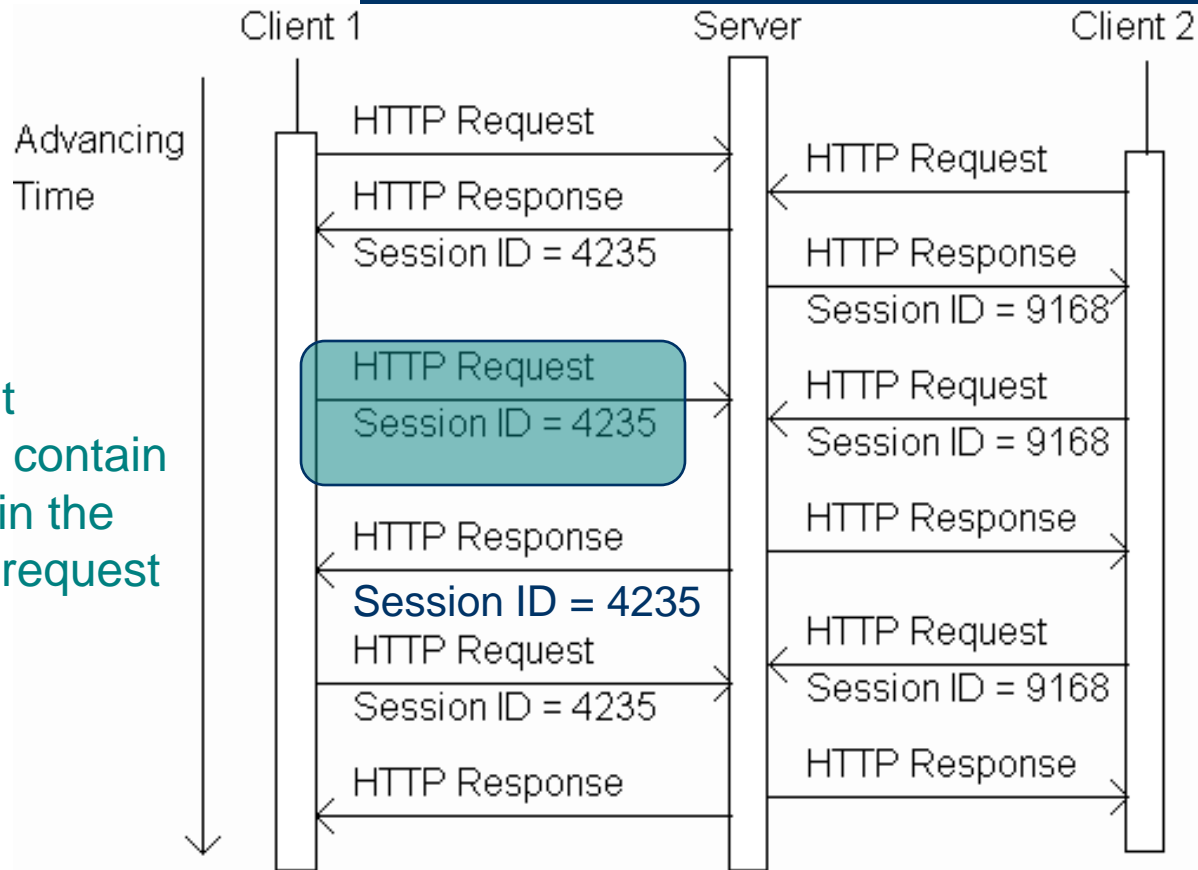 Client 1
Server
Client 2
Advancing
Time
HTTP Request
HTTP Response
Session ID = 4235
HTTP Request
Session ID = 4235
HTTP Response
Session ID = 4235
HTTP Request
Session ID = 4235
HTTP Response
HTTP Request
HTTP Response
Session ID = 9168
HTTP Request
Session ID = 9168
HTTP Response
HTTP Request
Session ID = 9168
HTTP Response
contain
in the
request